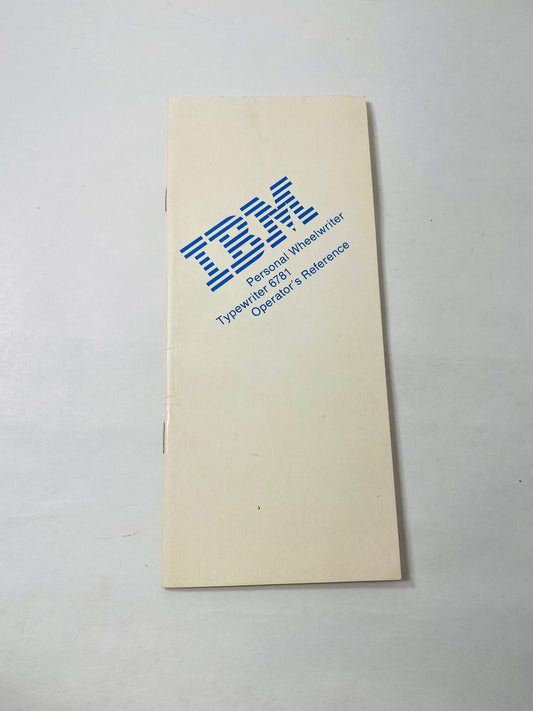 IBM
Personal Wheelwriter
Typewriter 6781
Operator's Reference